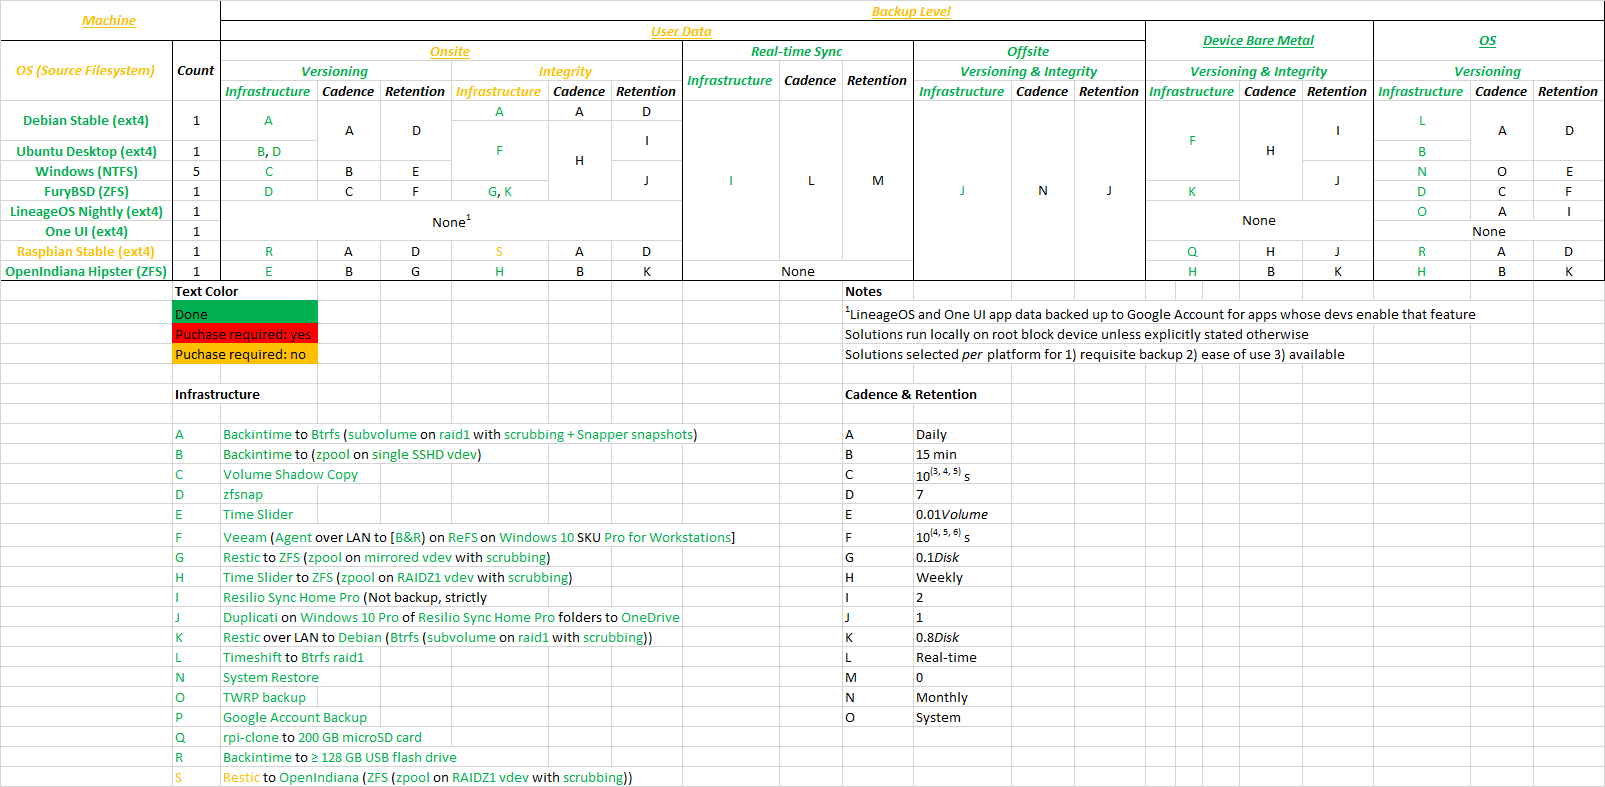 Machine Backup Level
User Data
Device Bare Metal OS
OS (Source Filesystem) Count Onsite Real-time Sync Offsite
Versioning Integrity Infrastructure Cadence Retention Versioning & Integrity Versioning & Integrity Versioning
Infrastructure Cadence Retention Infrastructure Cadence Retention Infrastructure Cadence Retention Infrastructure Cadence Retention Infrastructure Cadence Retention
A A D
Debian Stable (ext4) 1 A A D F H I F H I L A D
Ubuntu Desktop (ext4) 1 B, D B
Windows (NTFS) 5 C B E J I L M J N J J N O E
FuryBSD (ZFS) 1 D C F G, K K D C F
LineageOS Nightly (ext4) 1 None1 None O A I
One UI (ext4) 1 None
Raspbian Stable (ext4) 1 R A D S A D Q H J R A D
OpenIndiana Hipster (ZFS) 1 E B G H B K None H B K H B K
Text Color Notes
Done 1LineageOS and One UI app data backed up to Google Account for apps whose devs enable that feature
Puchase required: yes Solutions run locally on root block device unless explicitly stated otherwise
Puchase required: no Solutions selected per platform for 1) requisite backup 2) ease of use 3) available
Infrastructure Cadence & Retention
A Backintime to Btrfs (subvolume on raid1 with scrubbing + Snapper snapshots) A Daily
B Backintime to (zpool on single SSHD vdev) B 15 min
C Volume Shadow Copy C 10(3, 4, 5) s
D zfsnap D 7
E Time Slider E 0.01Volume
F Veeam (Agent over LAN to [B&R) on ReFS on Windows 10 SKU Pro for Workstations] F 10(4, 5, 6) s
G Restic to ZFS (zpool on mirrored vdev with scrubbing) G 0.1Disk
H Time Slider to ZFS (zpool on RAIDZ1 vdev with scrubbing) H Weekly
I Resilio Sync Home Pro (Not backup, strictly I 2
J Duplicati on Windows 10 Pro of Resilio Sync Home Pro folders to OneDrive J 1
K Restic over LAN to Debian (Btrfs (subvolume on raid1 with scrubbing)) K 0.8Disk
L Timeshift to Btrfs raid1 L Real-time
N System Restore M 0
O TWRP backup N Monthly
P Google Account Backup O System
Q rpi-clone to 200 GB microSD card
R Backintime to ≥ 128 GB USB flash drive
S Restic to OpenIndiana (ZFS (zpool on RAIDZ1 vdev with scrubbing))